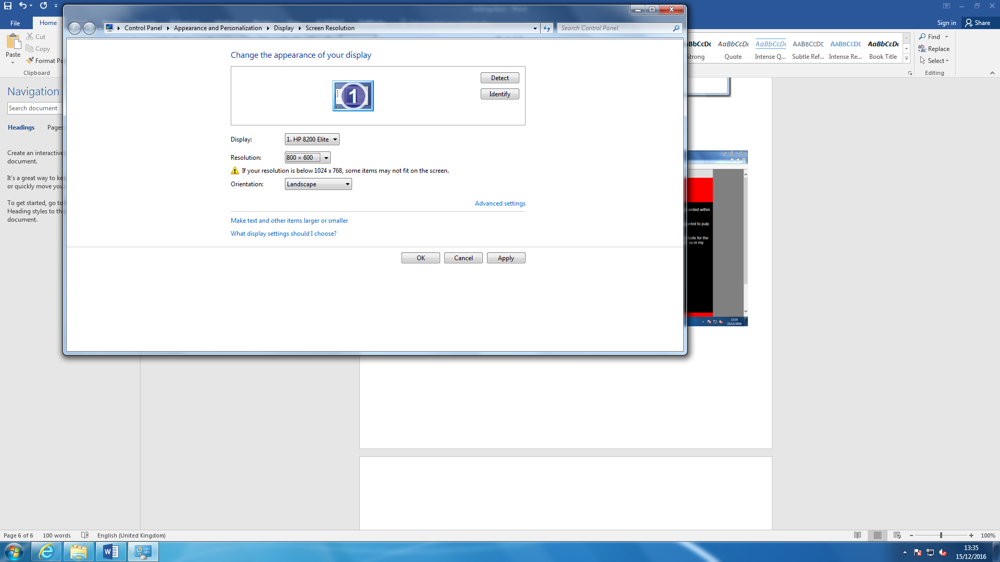 File
Home
Sign in
Share
Control Panel
Appearance and Personalization
Display
Screen Resolution
Search Control Panel
Paste
Cut
Copy
Format Pa
Clipboard
AaBbCcDc
AaBbCcDc
AABBCCDE
AABBCCDE
AaBbCcDc
Strong
Quote
Intense Q...
Subtle Ref...
Intense Re...
Book Title
Find
Replace
Select
Editing
Navigation
Search document
Headings
Pages
Create an interactive
document.
It's a great way to ke
or quickly move you
To get started, go to
Heading styles to the
document.
Change the appearance of your display
1
Detect
Identify
Display:
1. HP 8200 Elite
Resolution:
800 × 600
If your resolution is below 1024 x 768, some items may not fit on the screen.
Orientation:
Landscape
Advanced settings
Make text and other items larger or smaller
What display settings should I choose?
OK
Cancel
Apply
sented within
eted to pulp
bsite for the
so in my
13:35
15/12/2016
Page 6 of 6
100 words
English (United Kingdom)
100%
13:35
15/12/2016